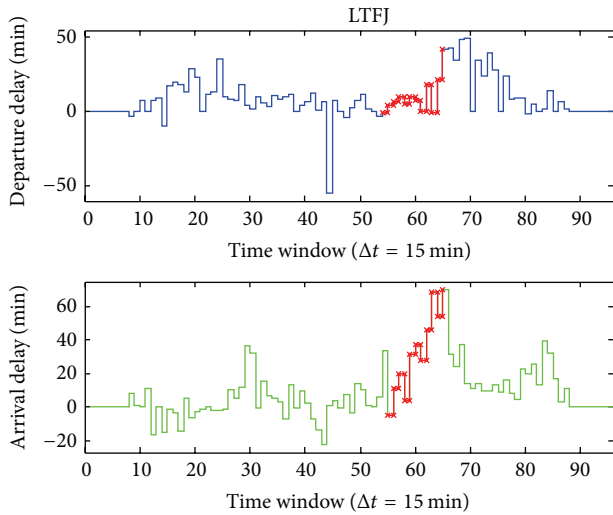 LTFJ
Departure delay (min)
50
0
−50
0 10 20 30 40 50 60 70 80 90
Time window (Δt = 15 min)
Arrival delay (min)
60
40
20
0
−20
0 10 20 30 40 50 60 70 80 90
Time window (Δt = 15 min)